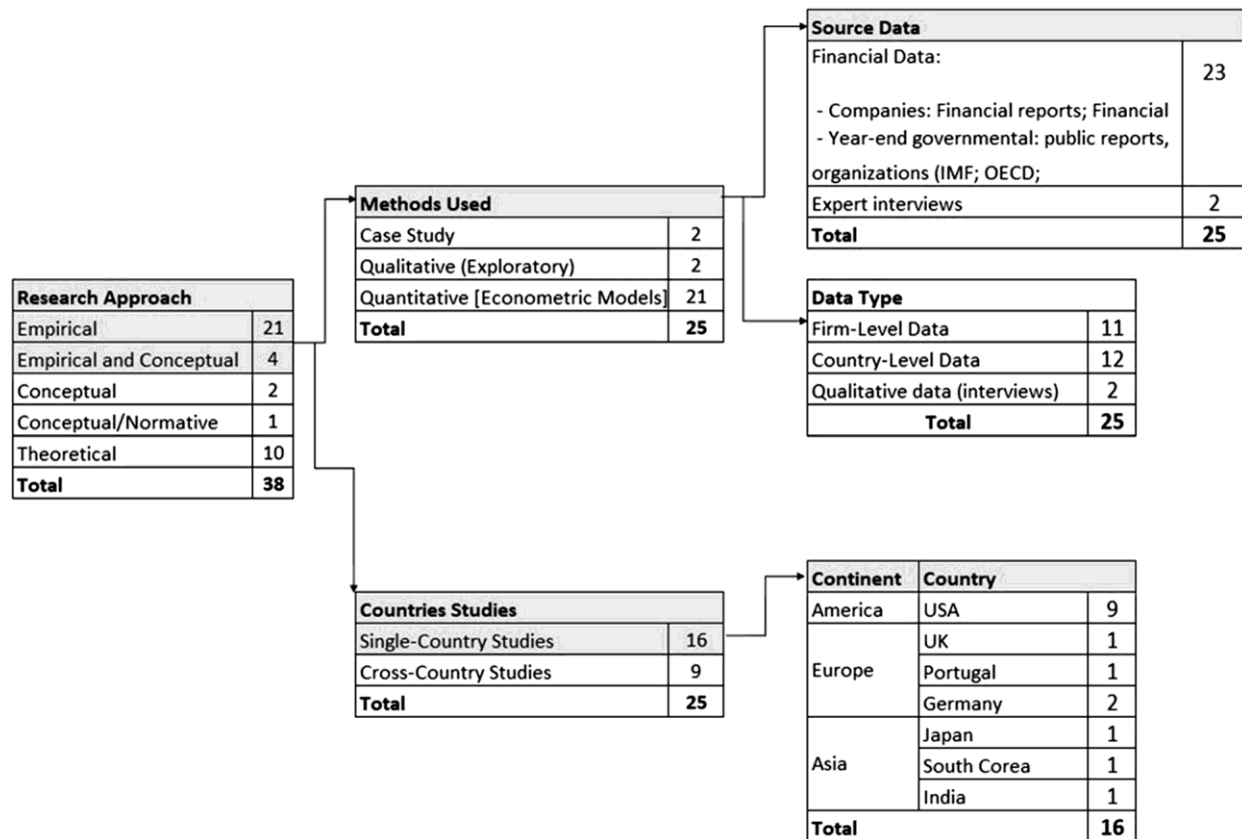 Research Approach
Empirical 21
Empirical and Conceptual 4
Conceptual 2
Conceptual/Normative 1
Theoretical 10
Total 38
Methods Used
Case Study 2
Qualitative (Exploratory) 2
Quantitative [Econometric Models] 21
Total 25
Source Data
Financial Data: 23
- Companies: Financial reports; Financial
- Year-end governmental: public reports,
organizations (IMF; OECD;
Expert interviews 2
Total 25
Data Type
Firm-Level Data 11
Country-Level Data 12
Qualitative data (interviews) 2
Total 25
Countries Studies
Single-Country Studies 16
Cross-Country Studies 9
Total 25
Continent Country
America USA 9
Europe
UK 1
Portugal 1
Germany 2
Asia
Japan 1
South Corea 1
India 1
Total 16